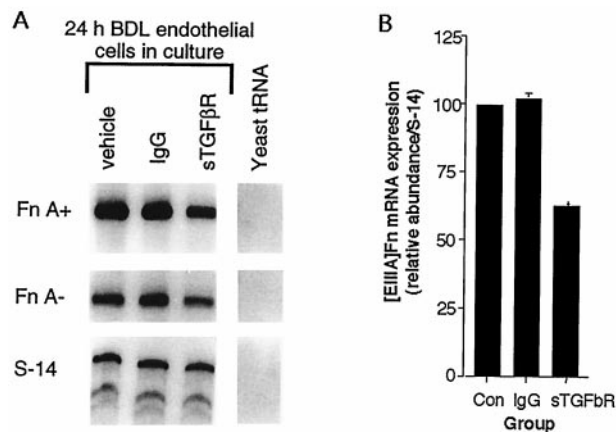 A
24 h BDL endothelial
cells in culture
vehicle
IgG
sTGFβR
Yeast tRNA
Fn A+
Fn A-
S-14
B
[EIIIA]Fn mRNA expression
(relative abundance/S-14)
125
100
75
50
25
0
Con IgG sTGFbR
Group